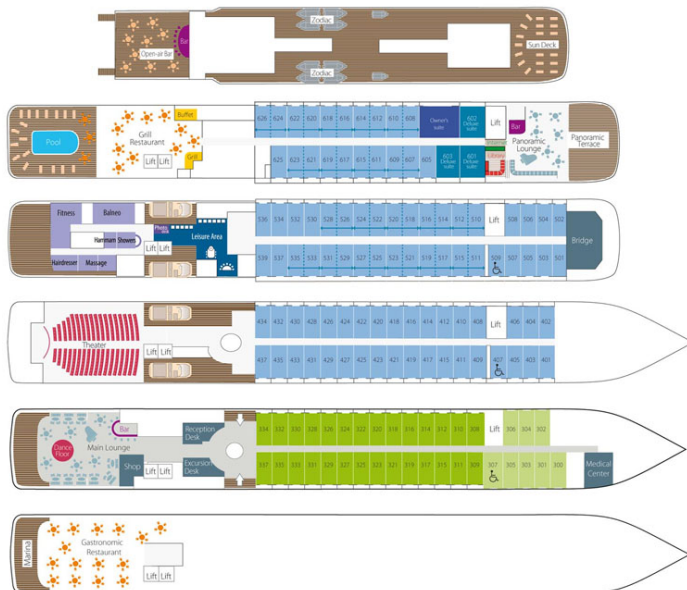 Zodiac
Bar
Open-air Bar
Sun Deck
Zodiac
Buffet
626 624 622 620 618 616 614 612 610 608
Owner's
suite
602
Deluxe
suite
Lift
Bar
Pool
Grill
Restaurant
Lift Lift
Grill
Library
Panoramic
Lounge
Panoramic
Terrace
625 623 621 619 617 615 611 609 607 605
603
Deluxe
suite
601
Deluxe
suite
Fitness
Balneo
Photo
area
Leisure Area
Hammam Showers
Lift Lift
Hairdresser Massage
536 534 532 530 528 526 524 522 520 518 516 514 512 510
Lift
508 506 504 502
Bridge
539 537 535 533 531 529 527 525 523 521 519 517 515 511 509 507 505 503 501
434 432 430 428 426 424 422 420 418 416 414 412 410 408
Lift
406 404 402
Theater
Lift Lift
437 435 433 431 429 427 425 423 421 419 417 415 411 409 407 405 403 401
Bar
Reception
Desk
334 332 330 328 326 324 322 320 318 316 314 312 310 308
Lift
306 304 302
Dance
Floor
Main Lounge
Shop
Lift Lift
Excursion
Desk
337 335 333 331 329 327 325 323 321 319 317 315 311 309 307 305 303 301 300
Medical
Center
Marina
Gastronomic
Restaurant
Lift Lift